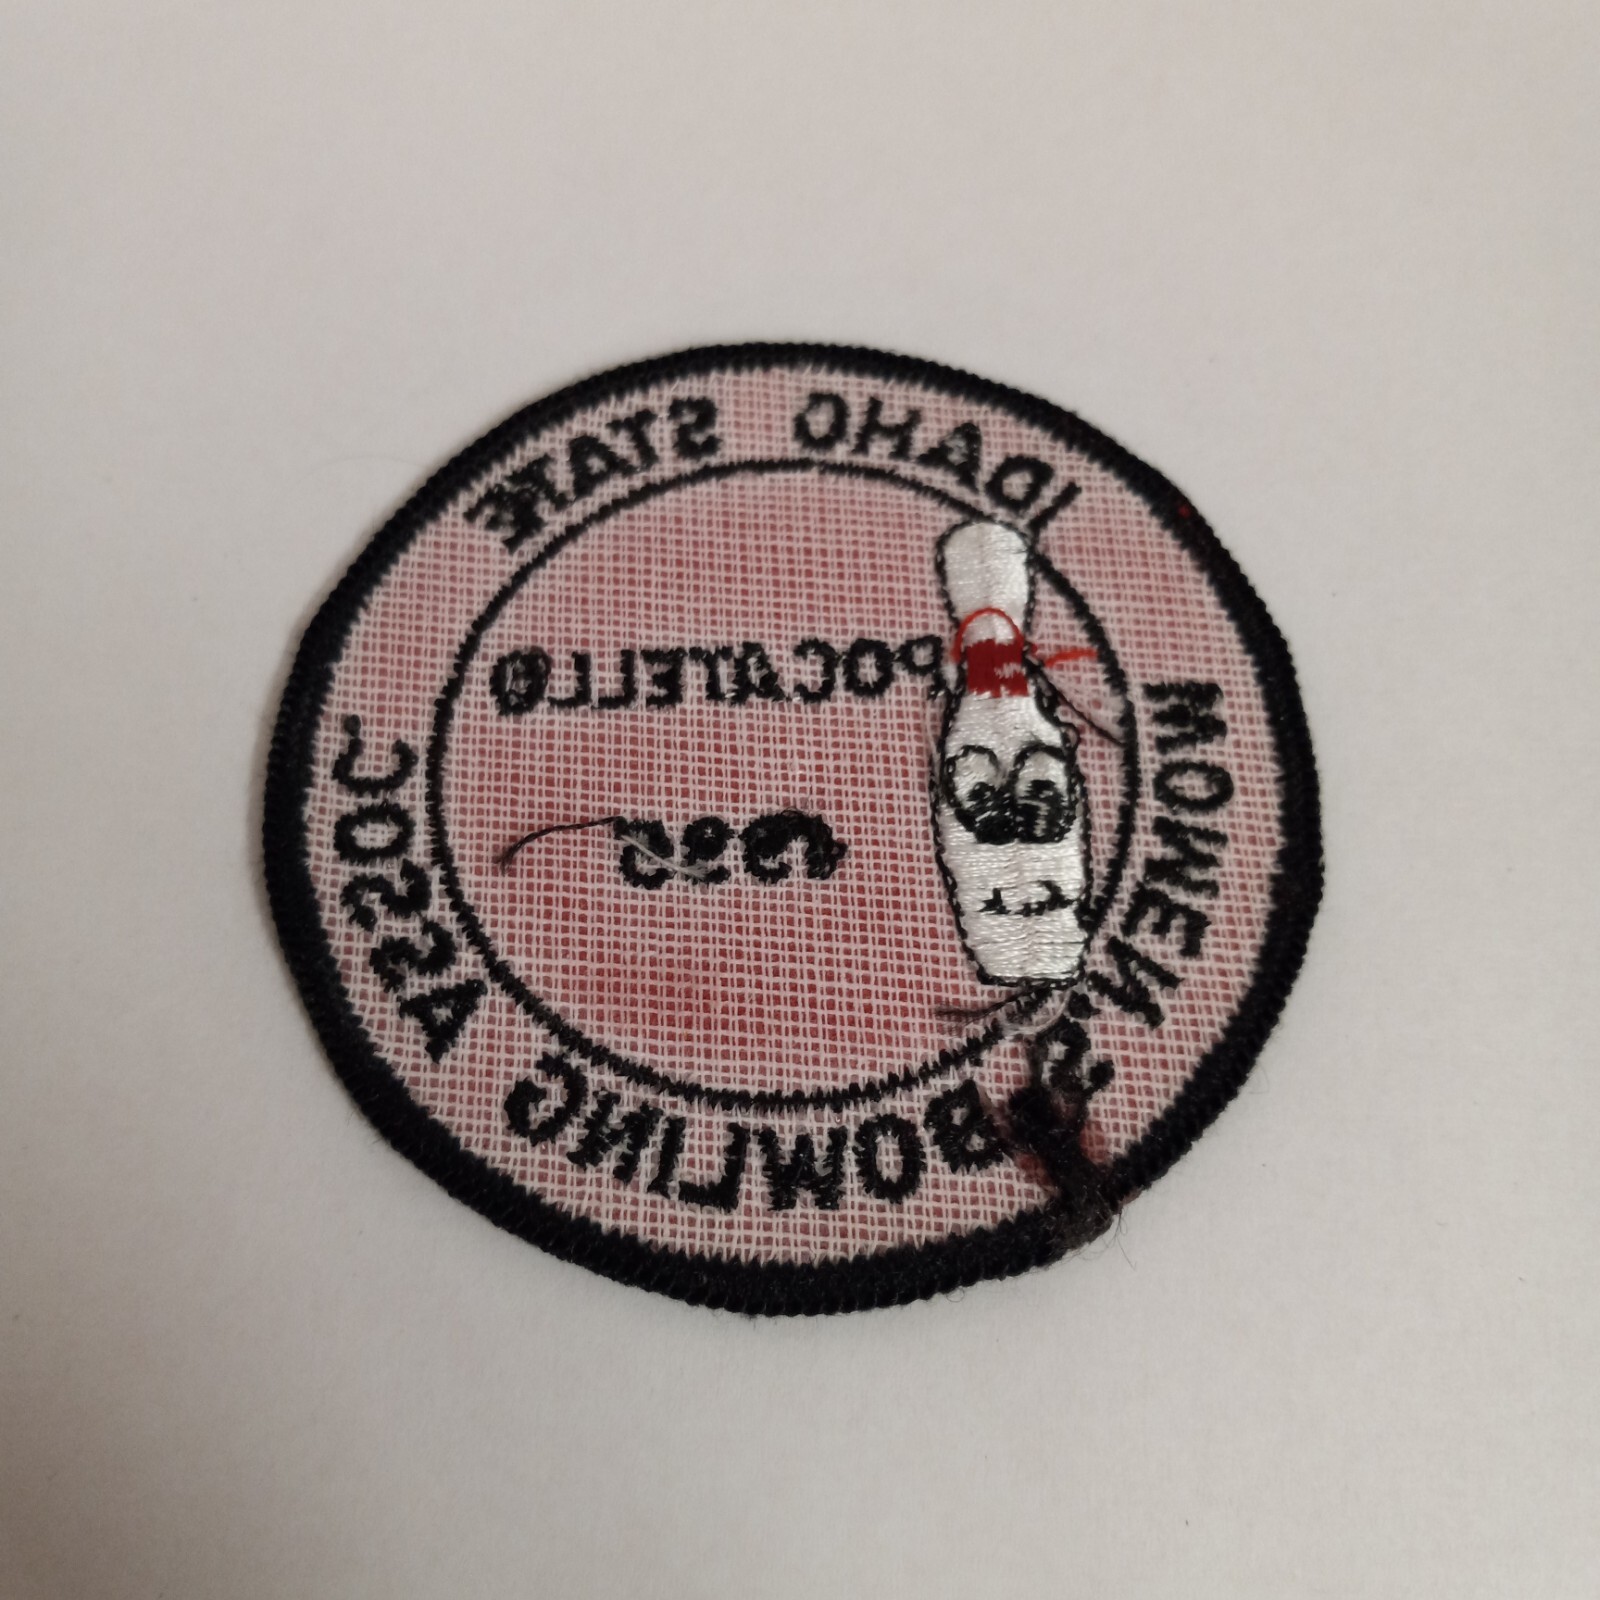 IDAHO STATE
WOMEN'S BOWLING ASSOC
POCATELLO